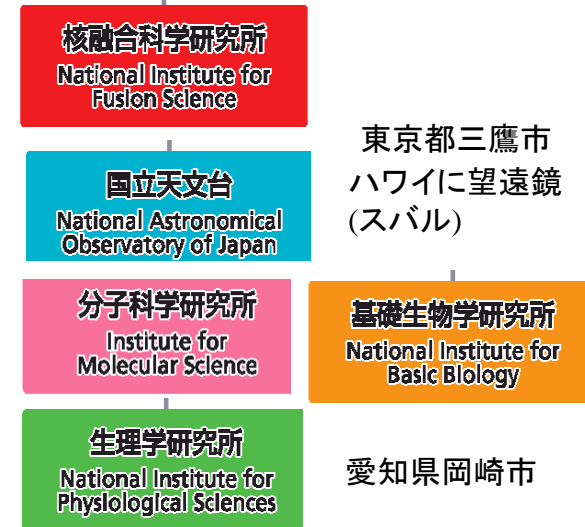 核融合科学研究所
National Institute for
Fusion Science
東京都三鷹市
ハワイに望遠鏡
(スバル)
国立天文台
National Astronomical
Observatory of Japan
分子科学研究所
Institute for
Molecular Science
基礎生物学研究所
National Institute for
Basic Biology
生理学研究所
National Institute for
Physiological Sciences
愛知県岡崎市